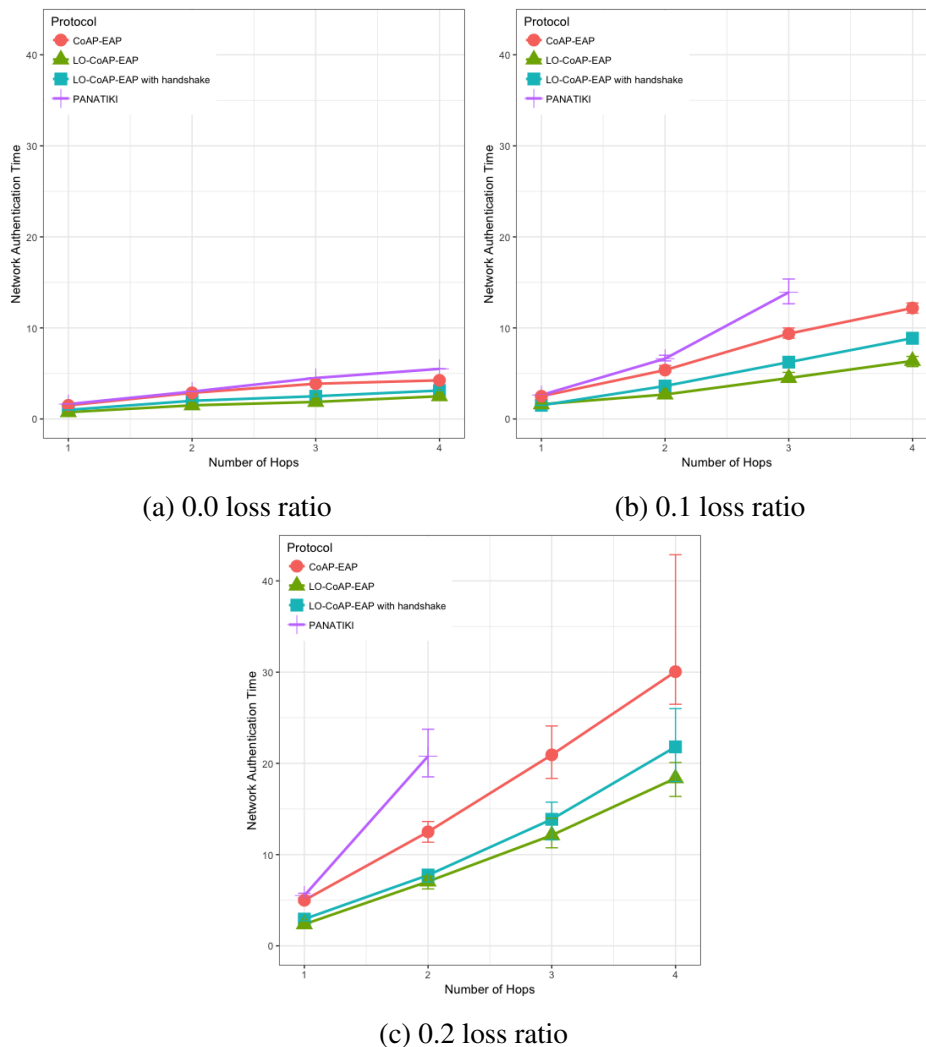 Protocol
CoAP-EAP
LO-CoAP-EAP
LO-CoAP-EAP with handshake
PANATIKI
40
30
20
10
0
Network Authentication Time
1 2 3 4
Number of Hops
(a) 0.0 loss ratio
Protocol
CoAP-EAP
LO-CoAP-EAP
LO-CoAP-EAP with handshake
PANATIKI
40
30
20
10
0
Network Authentication Time
1 2 3 4
Number of Hops
(b) 0.1 loss ratio
Protocol
CoAP-EAP
LO-CoAP-EAP
LO-CoAP-EAP with handshake
PANATIKI
40
30
20
10
0
Network Authentication Time
1 2 3 4
Number of Hops
(c) 0.2 loss ratio